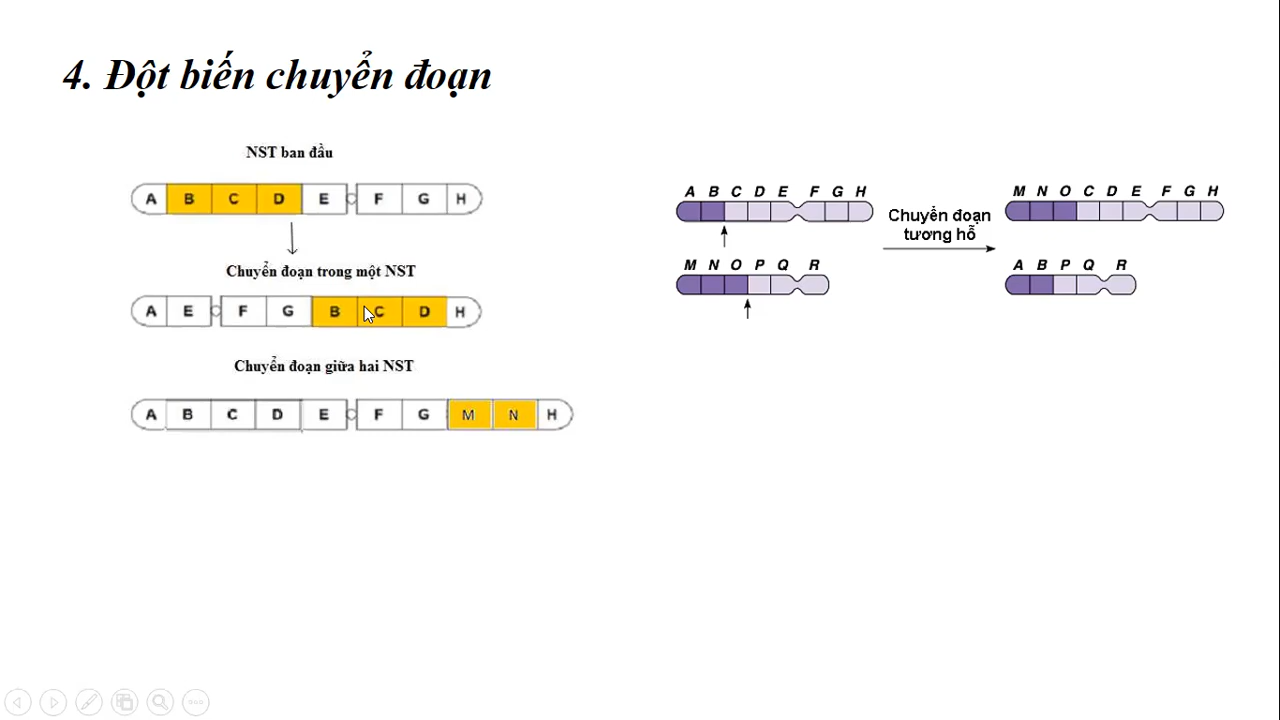 4. Đột biến chuyển đoạn
NST ban đầu
A B C D E F G H
Chuyển đoạn trong một NST
A E F G B C D H
Chuyển đoạn giữa hai NST
A B C D E F G M N H
A B C D E F G H
M N O P Q R
Chuyển đoạn
tương hỗ
M N O C D E F G H
A B P Q R